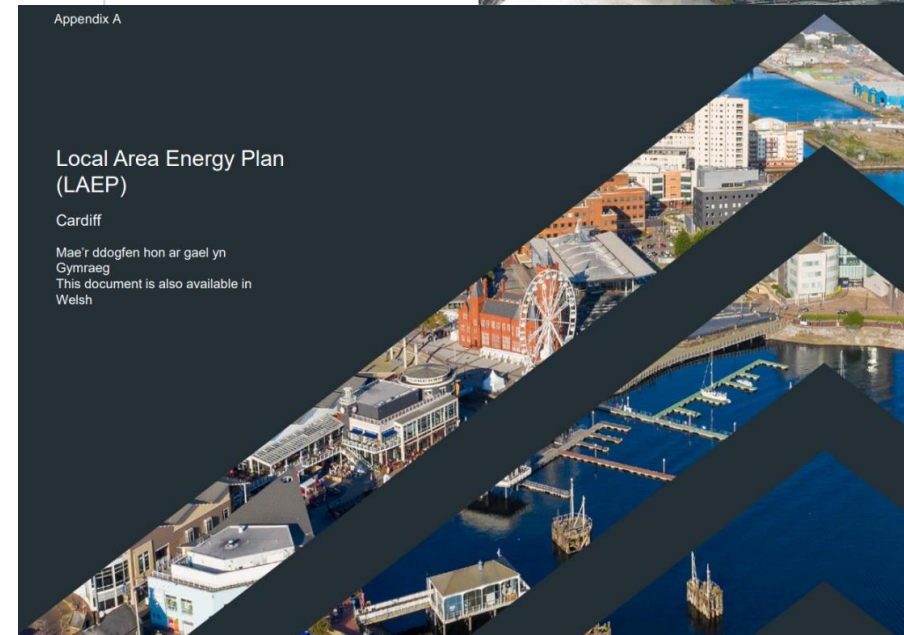 Appendix A
Local Area Energy Plan
(LAEP)
Cardiff
Mae'r ddogfen hon ar gael yn
Gymraeg
This document is also available in
Welsh